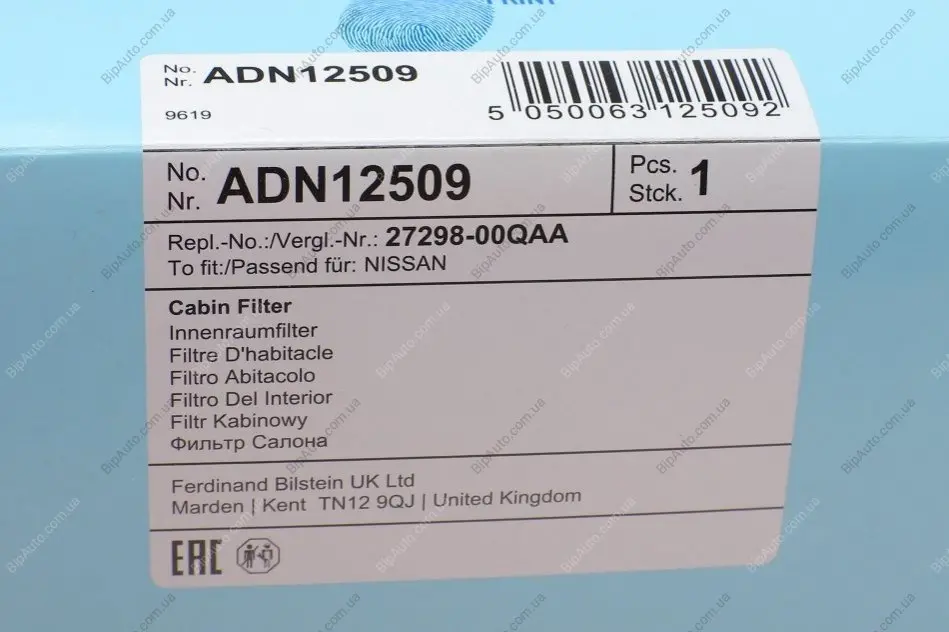 PRINT
No.
Nr. ADN12509
9619
5 050063 125092
No.
Nr. ADN12509
Pcs.
Stck. 1
Repl.-No.:/Vergl.-Nr.: 27298-00QAA
To fit:/Passend für: NISSAN
Cabin Filter
Innenraumfilter
Filtre D'habitacle
Filtro Abitacolo
Filtro Del Interior
Filtr Kabinowy
Фильтр Салона
Ferdinand Bilstein UK Ltd
Marden | Kent TN12 9QJ | United Kingdom
EAC
BipAuto.com.ua